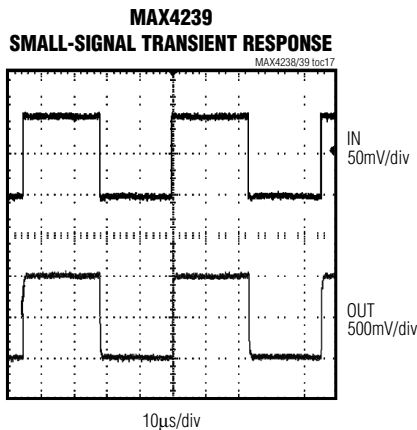 MAX4239
SMALL-SIGNAL TRANSIENT RESPONSE
MAX4238/39 toc17
IN
50mV/div
OUT
500mV/div
10μs/div